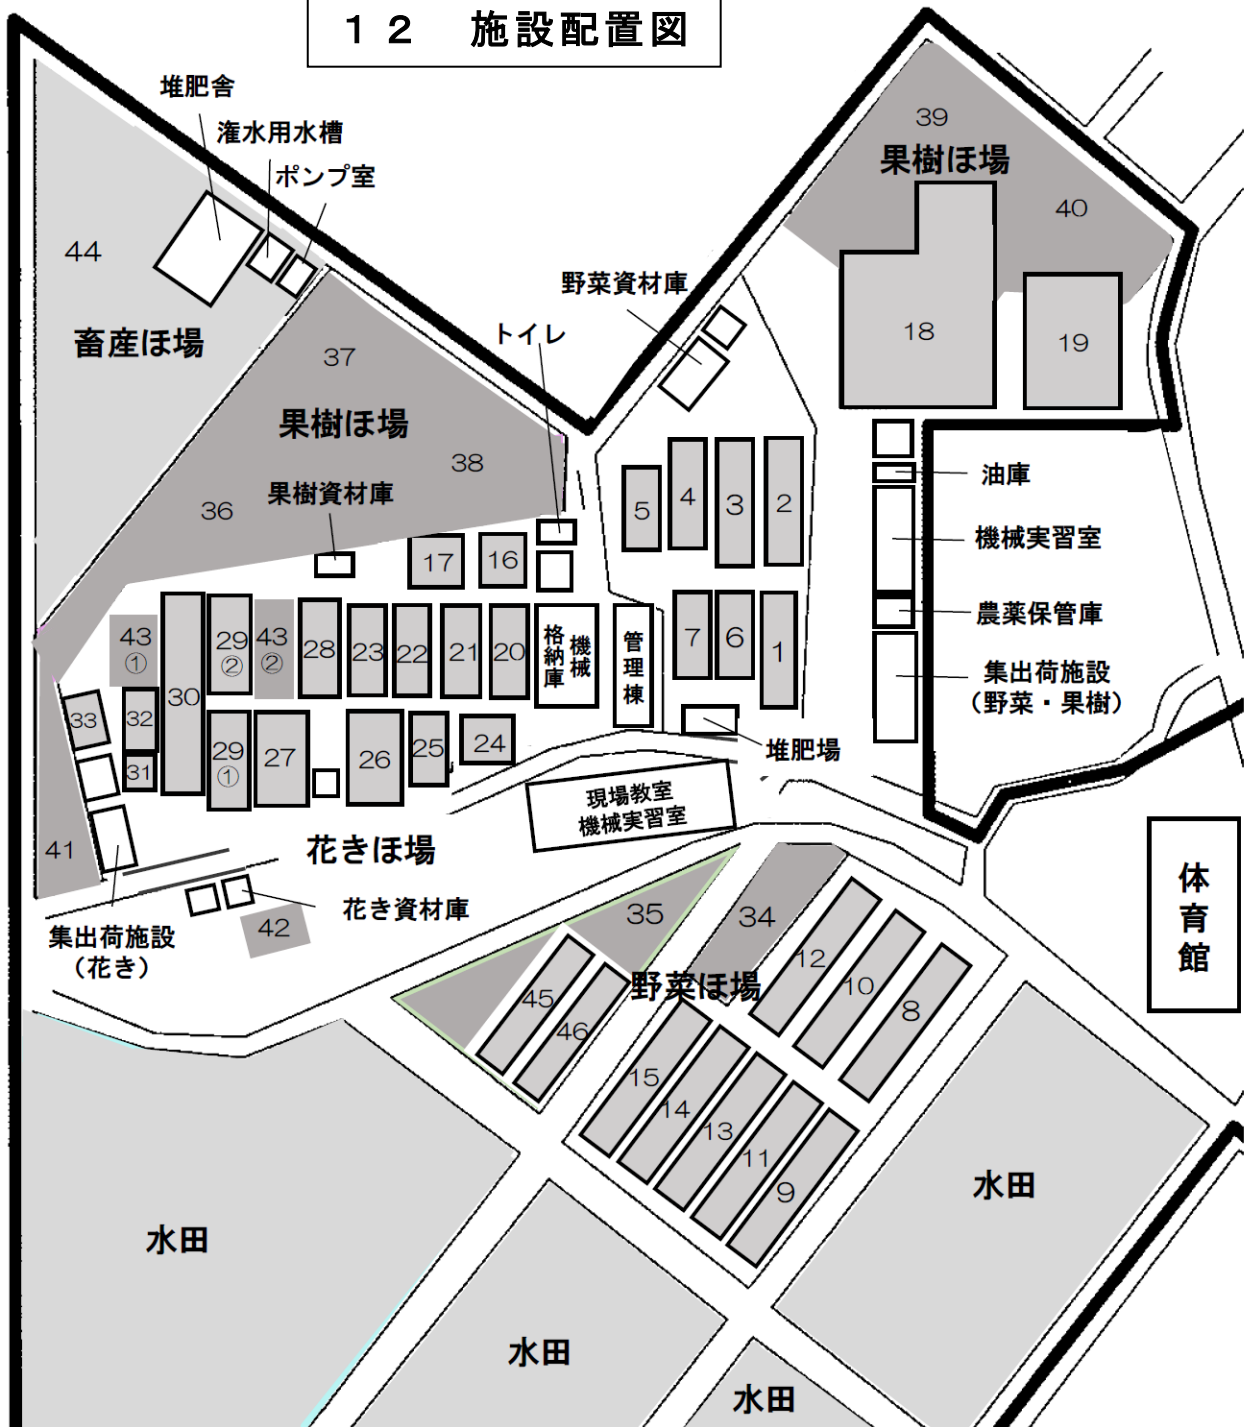 １２　施設配置図
堆肥舎
潅水用水槽
ポンプ室
44
畜産ほ場
37
果樹ほ場
38
36
果樹資材庫
トイレ
野菜資材庫
39
果樹ほ場
40
18
19
油庫
機械実習室
農薬保管庫
集出荷施設
（野菜・果樹）
5
4
3
2
7
6
1
堆肥場
17
16
43
①
30
29
②
43
②
28
23
22
21
20
機械
格納庫
管理棟
33
32
31
29
①
27
26
25
24
現場教室
機械実習室
41
花きほ場
花き資材庫
42
集出荷施設
（花き）
体育館
35
34
野菜ほ場
12
10
8
45
46
15
14
13
11
9
水田
水田
水田
水田